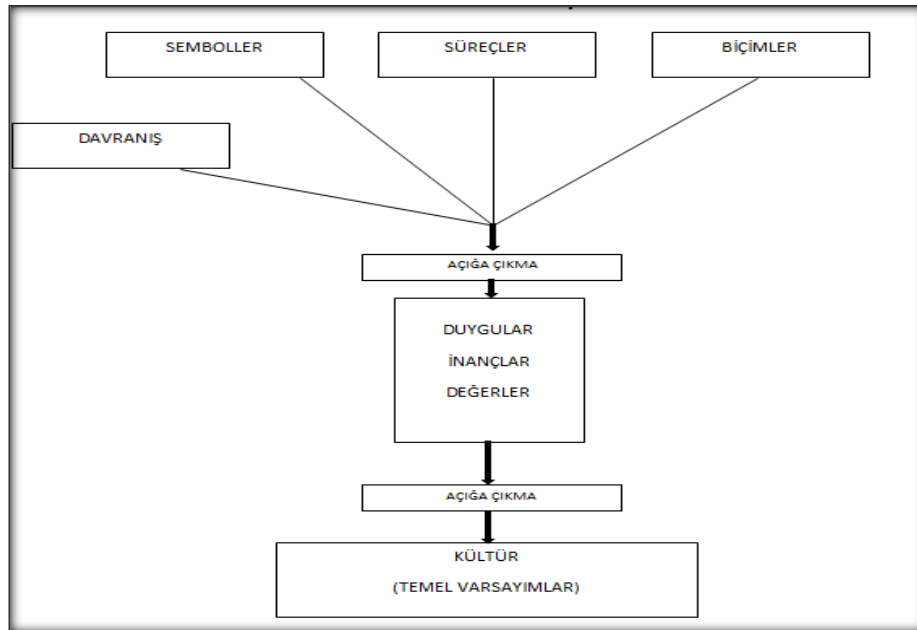 SEMBOLLER
SÜREÇLER
BİÇİMLER
DAVRANIŞ
AÇIĞA ÇIKMA
DUYGULAR
İNANÇLAR
DEĞERLER
AÇIĞA ÇIKMA
KÜLTÜR
(TEMEL VARSAYIMLAR)